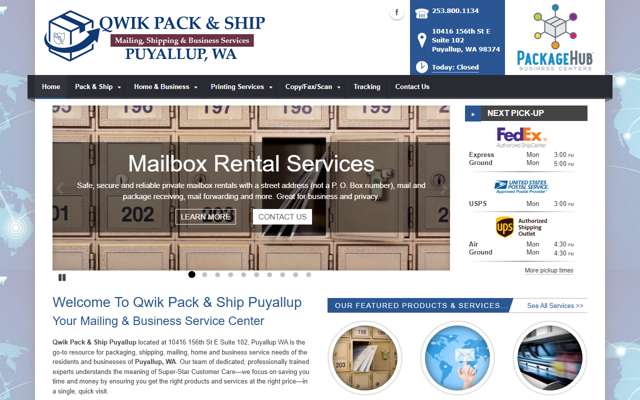 QWIK PACK & SHIP
Mailing, Shipping & Business Services
PUYALLUP, WA
253.800.1134
10416 156th St E
Suite 102
Puyallup, WA 98374
Today: Closed
PACKAGEHUB
BUSINESS CENTERS
Home Pack & Ship Home & Business Printing Services Copy/Fax/Scan Tracking Contact Us
Mailbox Rental Services
Safe, secure and reliable private mailbox rentals with a street address (not a P. O. Box number), mail and
package receiving, mail forwarding and more. Great for business and privacy.
LEARN MORE CONTACT US
NEXT PICK-UP
FedEx
Authorized ShipCenter
Express Mon 3:00 PM
Ground Mon 5:00 PM
UNITED STATES
POSTAL SERVICE
Approved Postal Provider
USPS Mon 3:00 PM
ups Authorized
Shipping
Outlet
Air Mon 4:30 PM
Ground Mon 4:30 PM
More pickup times
Welcome To Qwik Pack & Ship Puyallup
Your Mailing & Business Service Center
Qwik Pack & Ship Puyallup located at 10416 156th St E Suite 102, Puyallup WA is the
go-to resource for packaging, shipping, mailing, home and business service needs of the
residents and businesses of Puyallup, WA. Our team of dedicated, professionally trained
experts understands the meaning of Super-Star Customer Care—we focus on saving you
time and money by ensuring you get the right products and services at the right price—in
a single, quick visit.
OUR FEATURED PRODUCTS & SERVICES...
See All Services >>